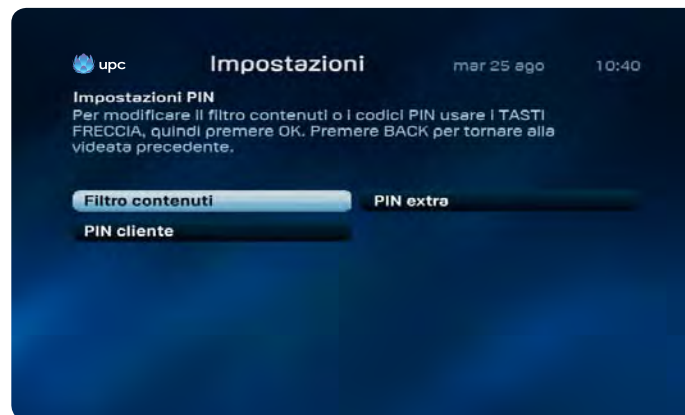 upc Impostazioni mar 25 ago 10:40
Impostazioni PIN
Per modificare il filtro contenuti o i codici PIN usare i TASTI
FRECCIA, quindi premere OK. Premere BACK per tornare alla
videata precedente.
Filtro contenuti PIN extra
PIN cliente